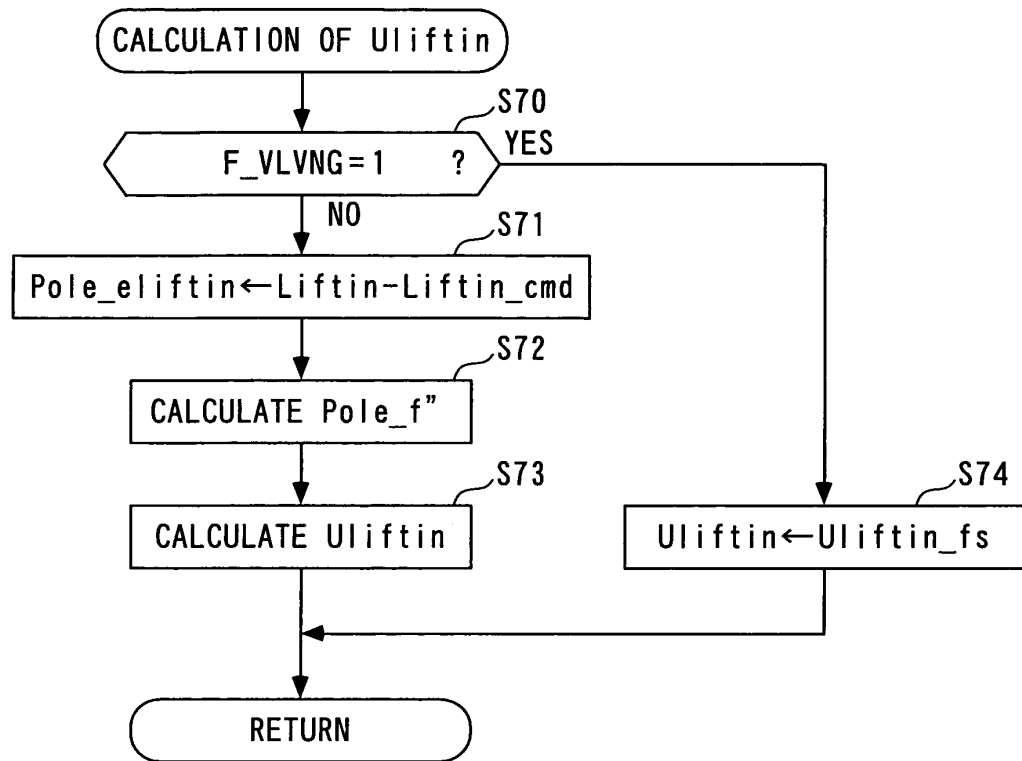 CALCULATION OF Uliftin
S70
F_VLVNG=1 ?
YES
NO
S71
Pole_eliftin←Liftin-Liftin_cmd
S72
CALCULATE Pole_f"
S73
CALCULATE Uliftin
S74
Uliftin←Uliftin_fs
RETURN